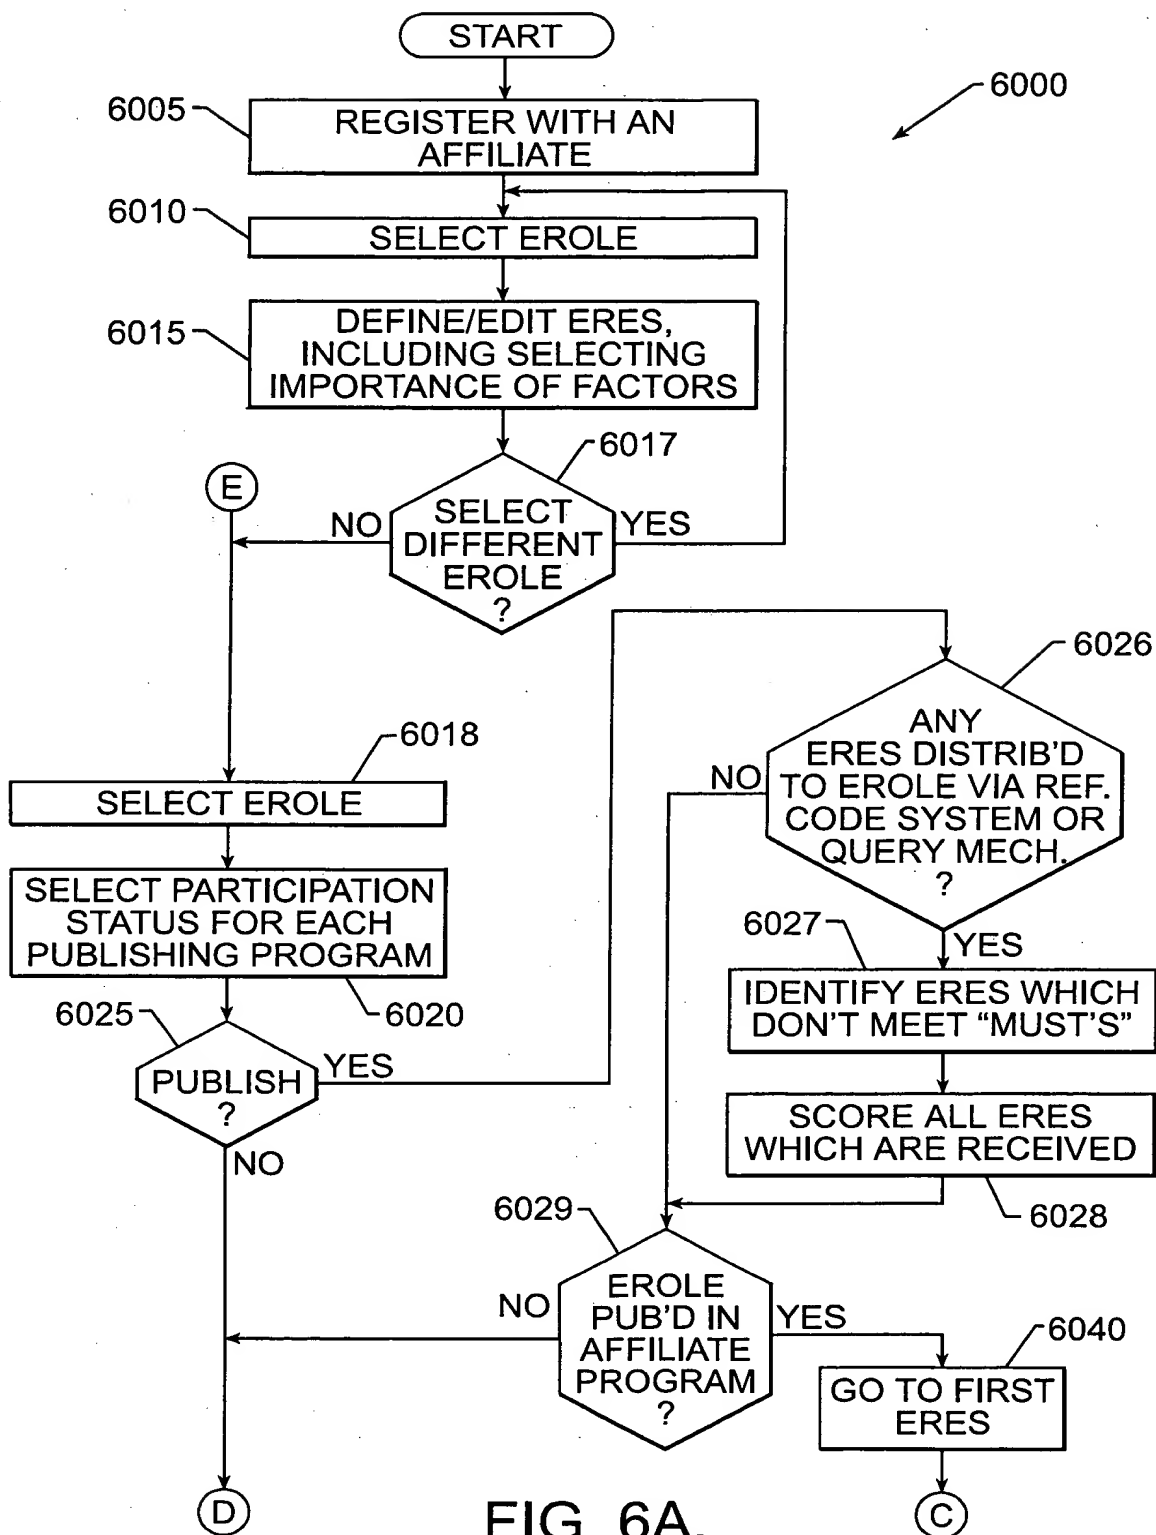 START
6000
6005
REGISTER WITH AN
AFFILIATE
6010
SELECT EROLE
6015
DEFINE/EDIT ERES,
INCLUDING SELECTING
IMPORTANCE OF FACTORS
6017
E
NO
SELECT
DIFFERENT
EROLE
?
YES
6026
ANY
ERES DISTRIB'D
TO EROLE VIA REF.
CODE SYSTEM OR
QUERY MECH.
?
NO
YES
6018
SELECT EROLE
SELECT PARTICIPATION
STATUS FOR EACH
PUBLISHING PROGRAM
6020
6025
PUBLISH
?
YES
NO
6027
IDENTIFY ERES WHICH
DON'T MEET “MUST'S”
SCORE ALL ERES
WHICH ARE RECEIVED
6028
6029
NO
EROLE
PUB'D IN
AFFILIATE
PROGRAM
?
YES
6040
GO TO FIRST
ERES
D
C
FIG. 6A.